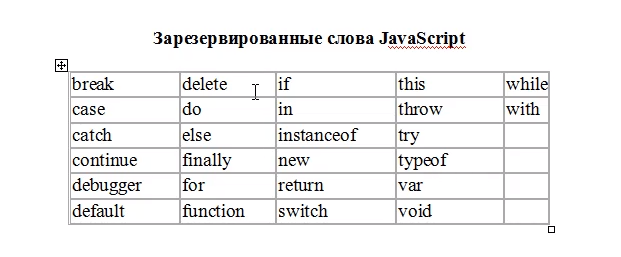 Зарезервированные слова JavaScript
break delete if this while
case do in throw with
catch else instanceof try
continue finally new typeof
debugger for return var
default function switch void